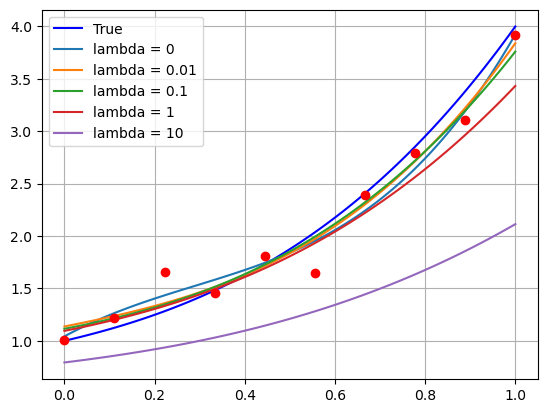 True
lambda = 0
lambda = 0.01
lambda = 0.1
lambda = 1
lambda = 10
4.0
3.5
3.0
2.5
2.0
1.5
1.0
0.0 0.2 0.4 0.6 0.8 1.0